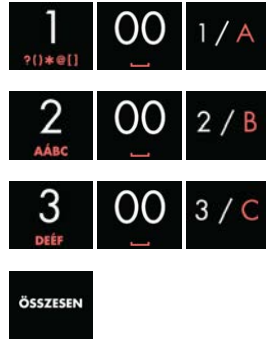 1 00 1 / A
?()*@[]
2 00 2 / B
AÁBC
3 00 3 / C
DEÉF
ÖSSZESEN